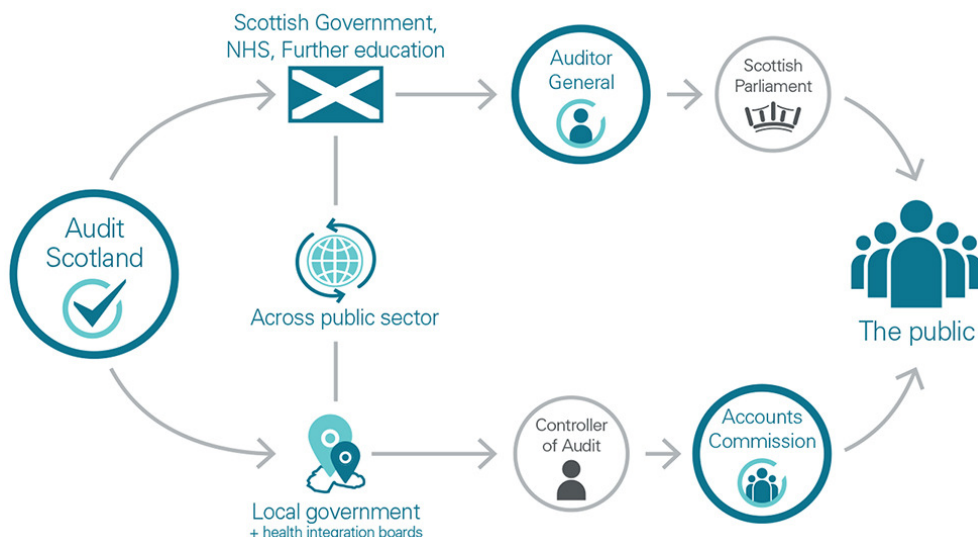 Scottish Government,
NHS, Further education
Auditor
General
Scottish
Parliament
Audit
Scotland
Across public sector
The public
Local government
+ health integration boards
Controller
of Audit
Accounts
Commission